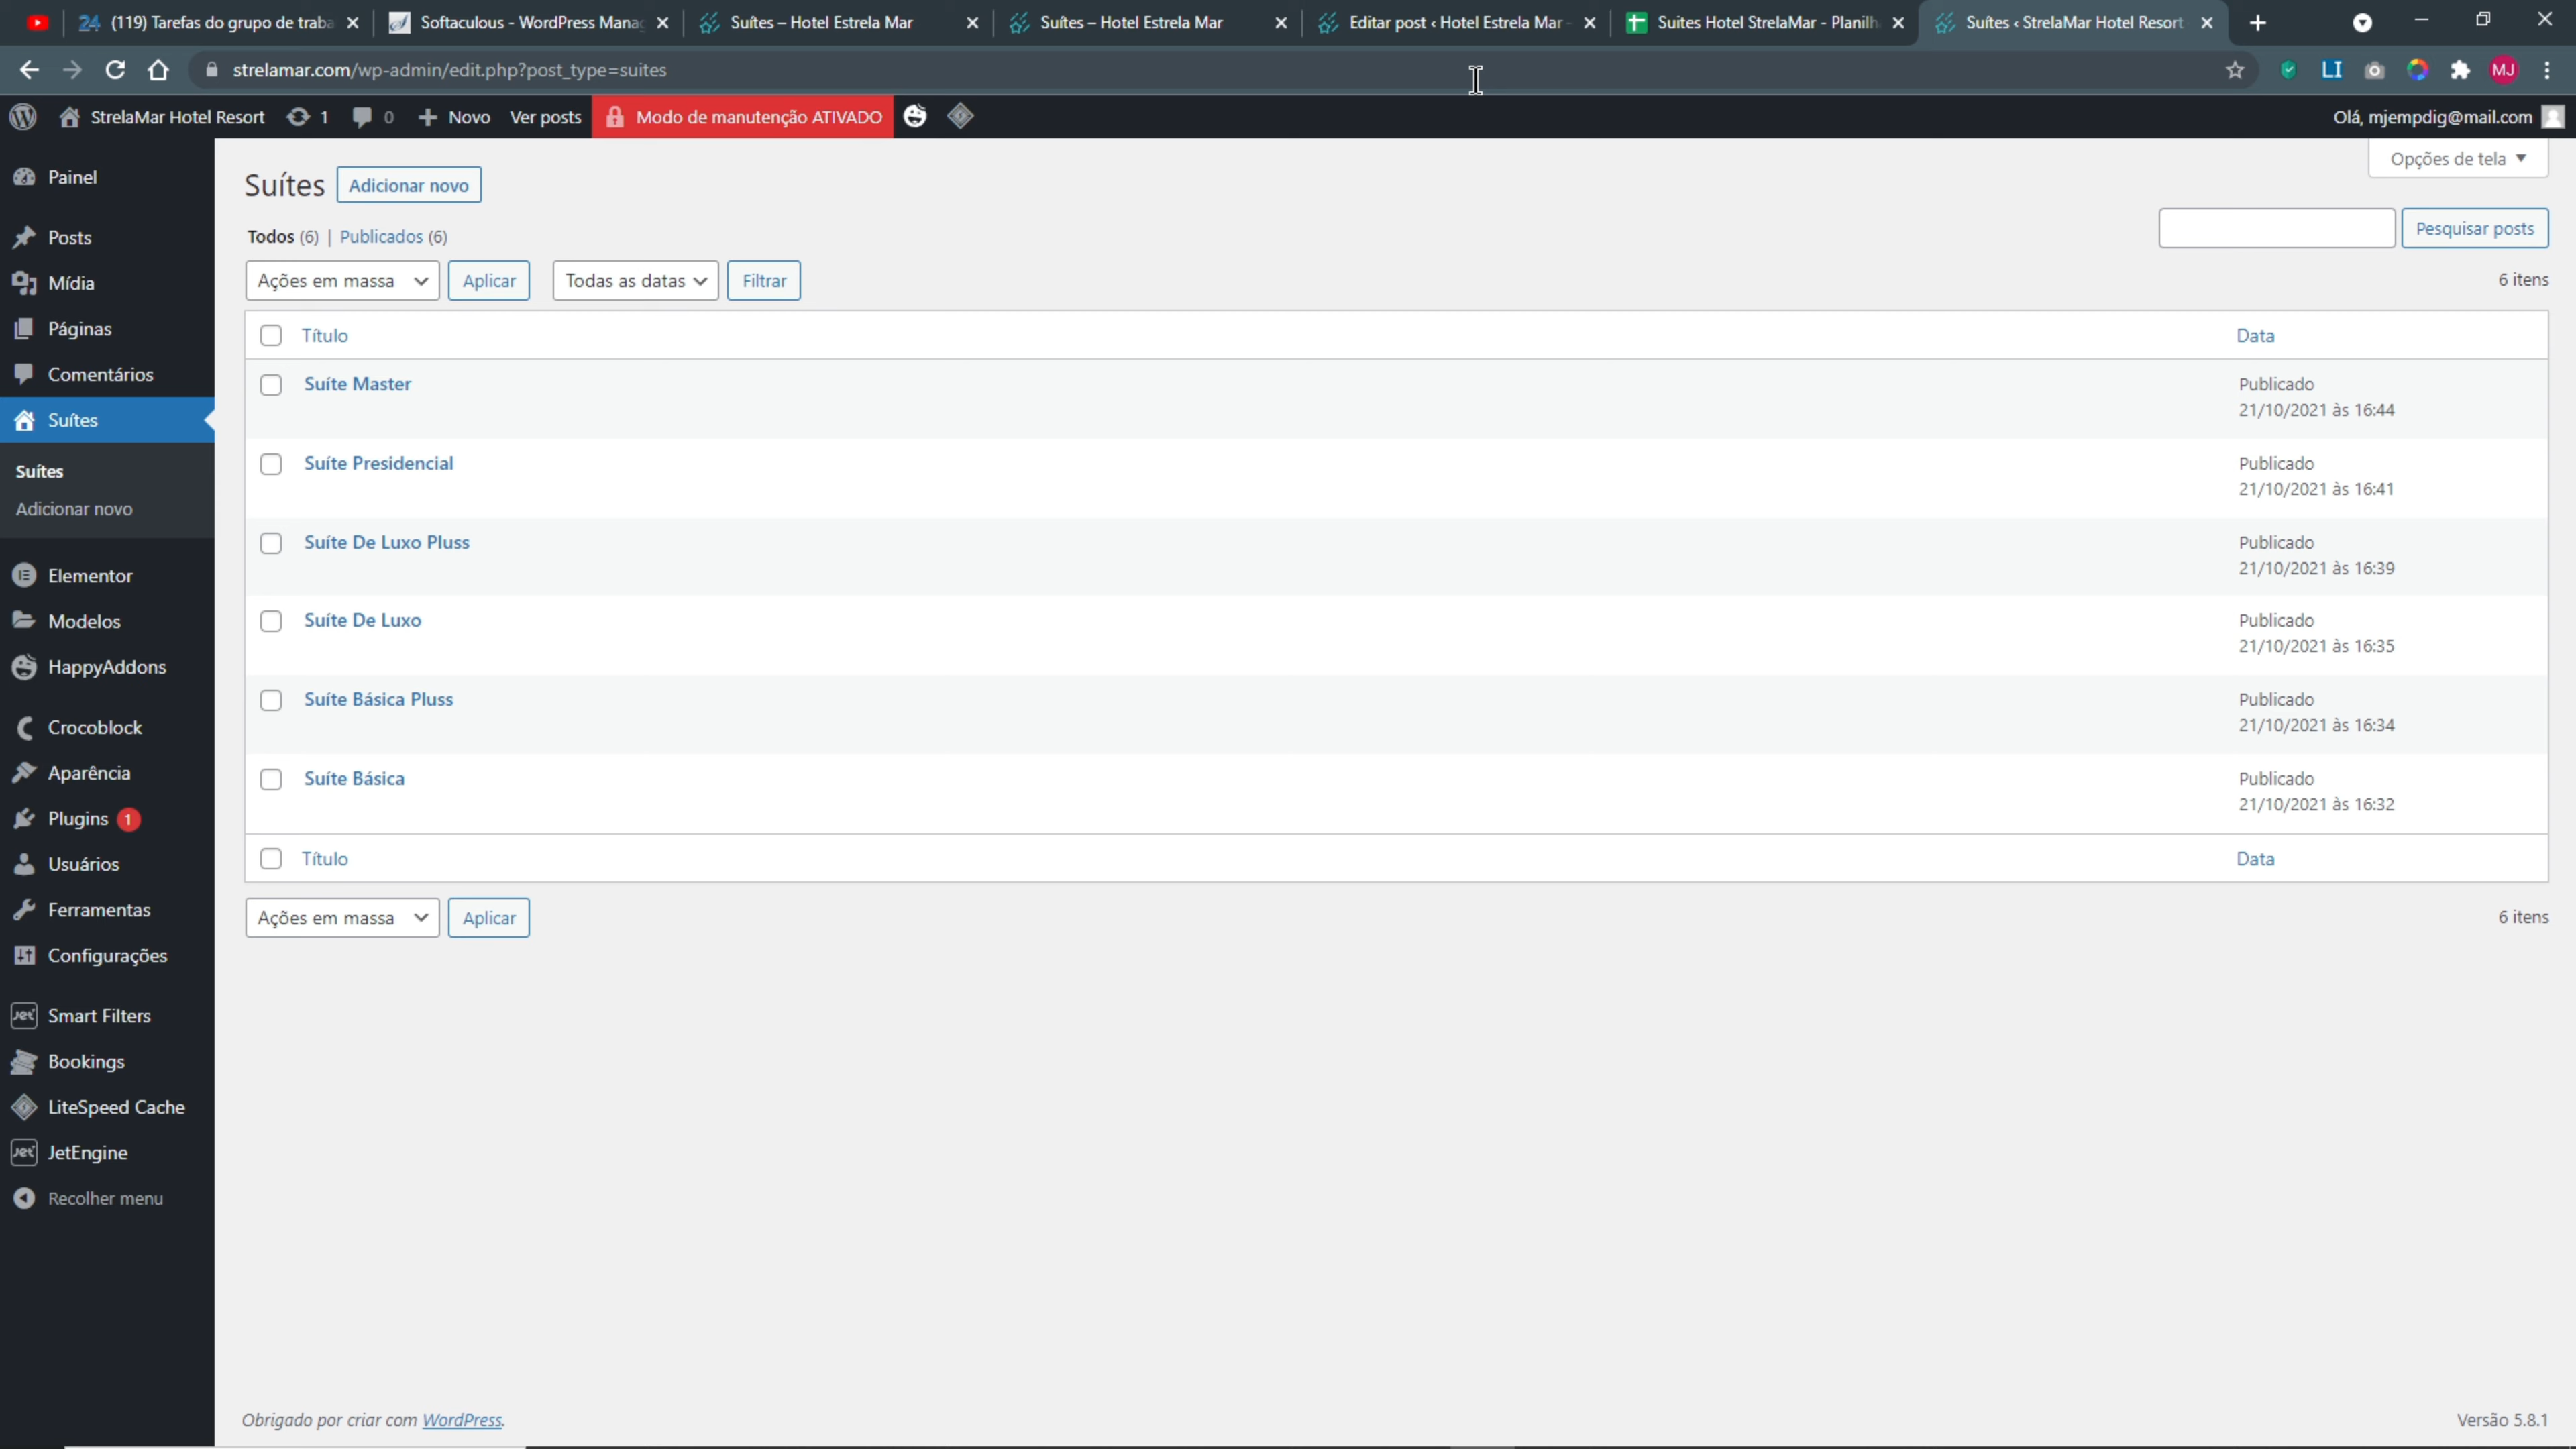 (119) Tarefas do grupo de traba
Softaculous - WordPress Manag
Suítes – Hotel Estrela Mar
Suítes – Hotel Estrela Mar
Editar post ‹ Hotel Estrela Mar -
Suites Hotel StrelaMar - Planilha
Suítes ‹ StrelaMar Hotel Resort
strelamar.com/wp-admin/edit.php?post_type=suites
LI
MJ
StrelaMar Hotel Resort
1
0
Novo
Ver posts
Modo de manutenção ATIVADO
Olá, mjempdig@mail.com
Painel
Posts
Mídia
Páginas
Comentários
Suítes
Suítes
Adicionar novo
Elementor
Modelos
HappyAddons
Crocoblock
Aparência
Plugins 1
Usuários
Ferramentas
Configurações
Jet Smart Filters
Bookings
LiteSpeed Cache
Jet JetEngine
Recolher menu
Opções de tela
Suítes
Adicionar novo
Todos (6) | Publicados (6)
Pesquisar posts
Ações em massa
Aplicar
Todas as datas
Filtrar
6 itens
Título
Data
Suíte Master
Publicado
21/10/2021 às 16:44
Suíte Presidencial
Publicado
21/10/2021 às 16:41
Suíte De Luxo Pluss
Publicado
21/10/2021 às 16:39
Suíte De Luxo
Publicado
21/10/2021 às 16:35
Suíte Básica Pluss
Publicado
21/10/2021 às 16:34
Suíte Básica
Publicado
21/10/2021 às 16:32
Título
Data
Ações em massa
Aplicar
6 itens
Obrigado por criar com WordPress.
Versão 5.8.1